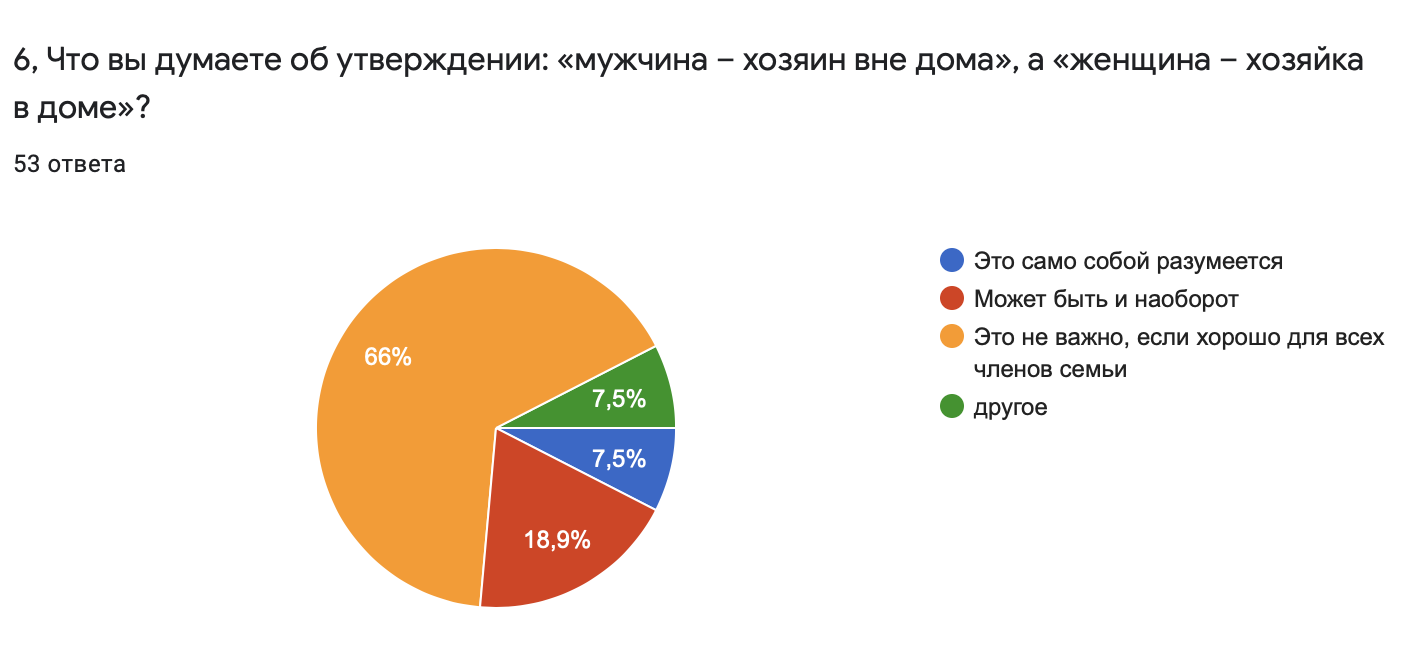 6, Что вы думаете об утверждении: «мужчина – хозяин вне дома», а «женщина – хозяйка
в доме»?
53 ответа
66%
7,5%
7,5%
18,9%
Это само собой разумеется
Может быть и наоборот
Это не важно, если хорошо для всех
членов семьи
другое